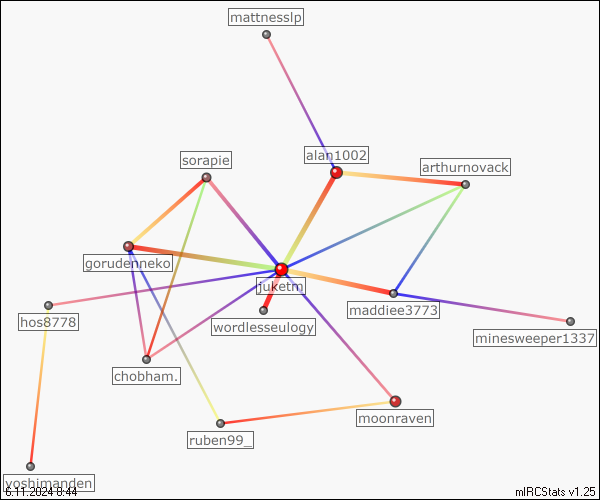 mattnesslp
alan1002
sorapie
arthurnovack
gorudenneko
juketm
maddiee3773
hos8778
wordlesseulogy
minesweeper1337
chobham.
moonraven
ruben99_
yoshimanden
6.11.2024 8:44
mIRCStats v1.25